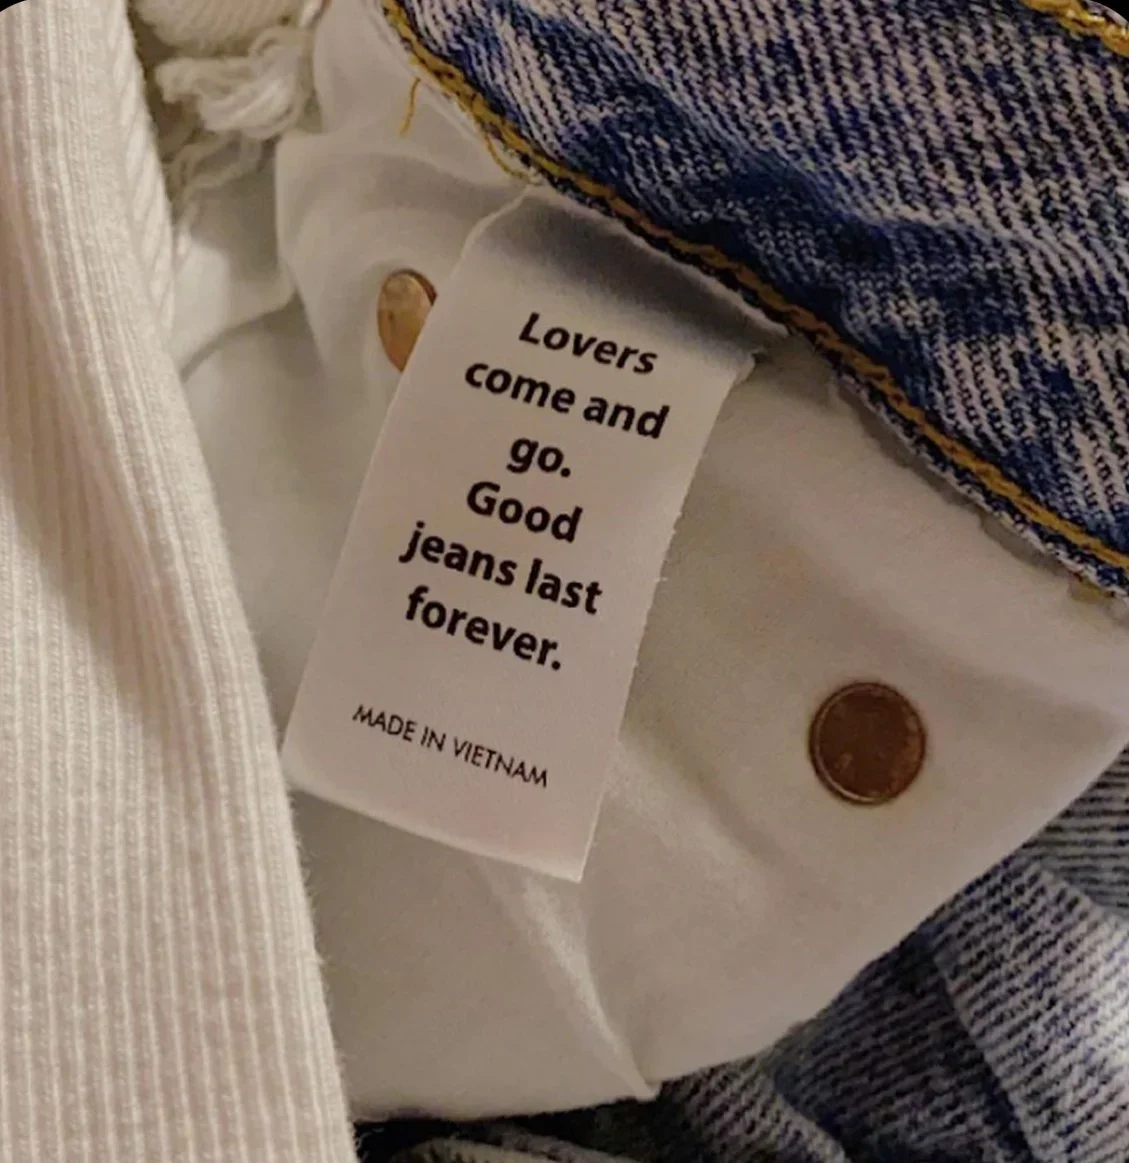 Lovers
come and
go.
Good
jeans last
forever.
MADE IN VIETNAM